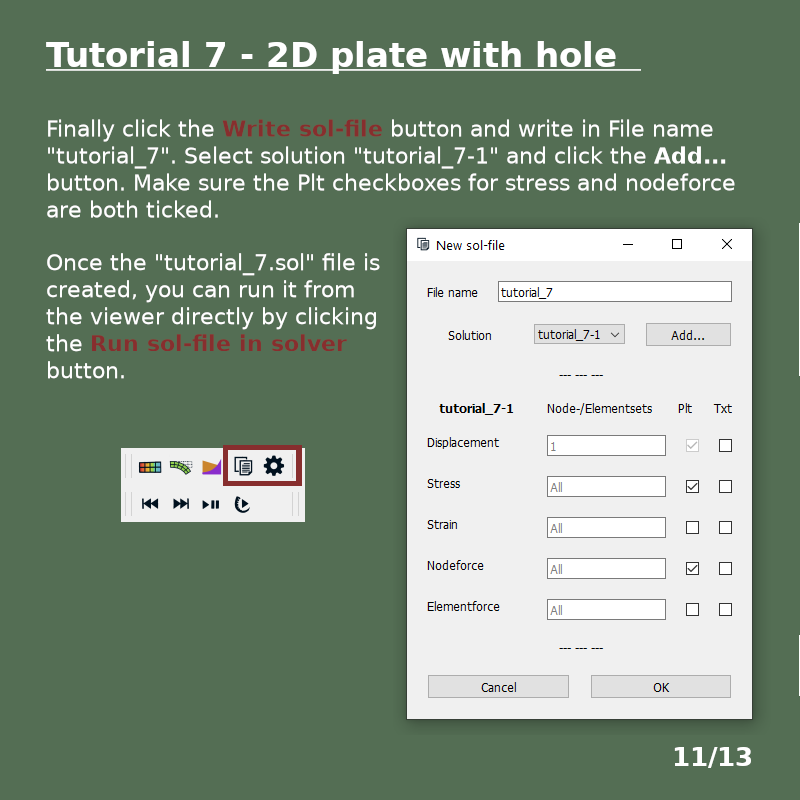 Tutorial 7 - 2D plate with hole
Finally click the Write sol-file button and write in File name
"tutorial_7". Select solution "tutorial_7-1" and click the Add...
button. Make sure the Plt checkboxes for stress and nodeforce
are both ticked.
Once the "tutorial_7.sol" file is
created, you can run it from
the viewer directly by clicking
the Run sol-file in solver
button.
New sol-file
File name tutorial_7
Solution tutorial_7-1 Add...
--- --- ---
tutorial_7-1 Node-/Elementsets Plt Txt
Displacement 1
Stress All
Strain All
Nodeforce All
Elementforce All
--- --- ---
Cancel OK
11/13